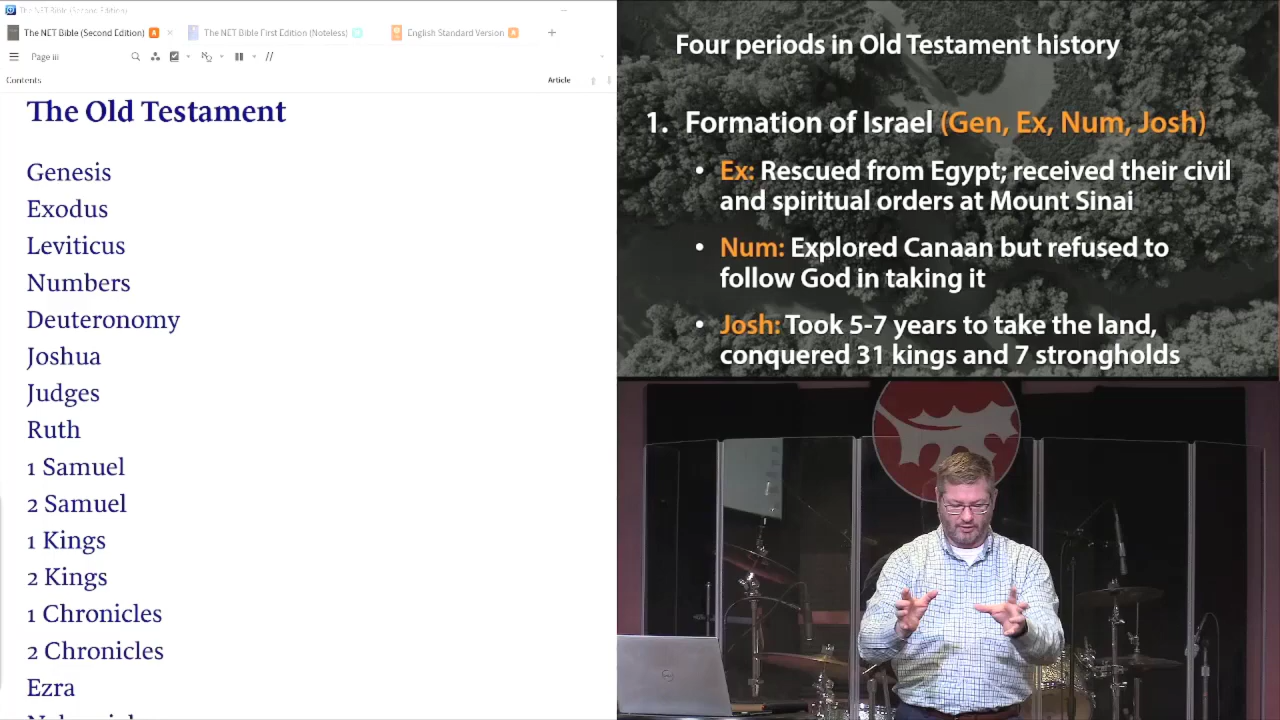 The NET Bible (Second Edition)
The NET Bible (Second Edition) A
The NET Bible First Edition (Noteless)
English Standard Version
Page iii
Contents
Article
The Old Testament
Genesis
Exodus
Leviticus
Numbers
Deuteronomy
Joshua
Judges
Ruth
1 Samuel
2 Samuel
1 Kings
2 Kings
1 Chronicles
2 Chronicles
Ezra
Four periods in Old Testament history
1. Formation of Israel (Gen, Ex, Num, Josh)
• Ex: Rescued from Egypt; received their civil
and spiritual orders at Mount Sinai
• Num: Explored Canaan but refused to
follow God in taking it
• Josh: Took 5-7 years to take the land,
conquered 31 kings and 7 strongholds